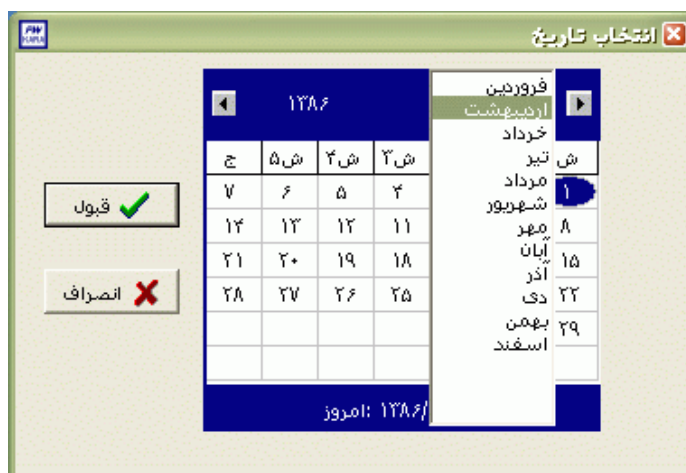 انتخاب تاریخ
۱۳۸۶
فروردین
اردیبهشت
خرداد
تیر
مرداد
شهریور
مهر
آبان
آذر
دی
بهمن
اسفند
ش ش۳ ش۴ ش۵ ج
۱ ۴ ۵ ۶ ۷
۸ ۱۱ ۱۲ ۱۳ ۱۴
۱۵ ۱۸ ۱۹ ۲۰ ۲۱
۲۲ ۲۵ ۲۶ ۲۷ ۲۸
۲۹
امروز: ۱۳۸۶/
قبول
انصراف